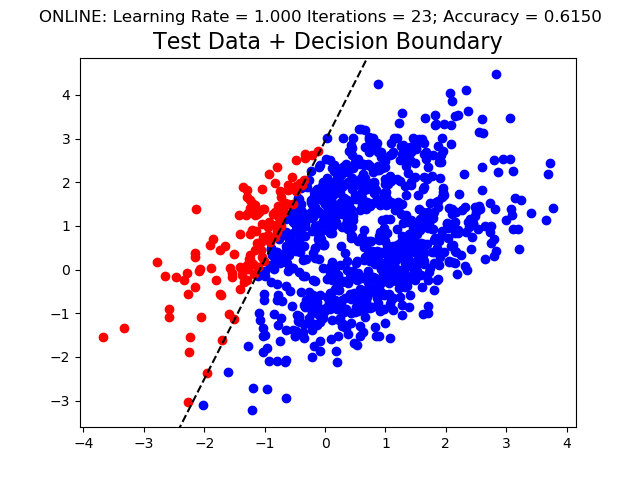 ONLINE: Learning Rate = 1.000 Iterations = 23; Accuracy = 0.6150
Test Data + Decision Boundary
4
3
2
1
0
−1
−2
−3
−4 −3 −2 −1 0 1 2 3 4